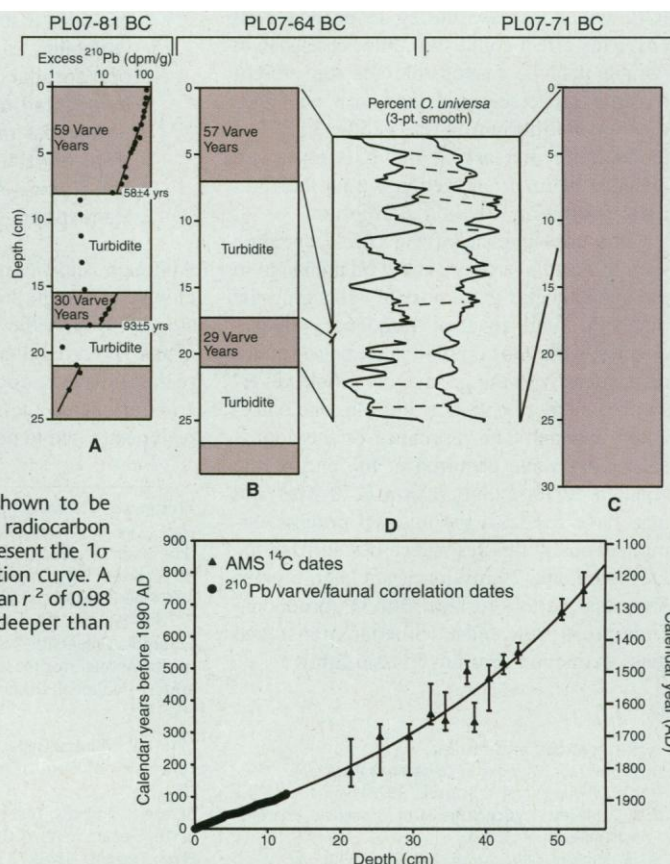 PL07-81 BC
PL07-64 BC
PL07-71 BC
Excess 210Pb (dpm/g)
1 10 100
0
5
10
15
20
25
Depth (cm)
59 Varve
Years
58±4 yrs
Turbidite
30 Varve
Years
93±5 yrs
Turbidite
A
0
5
10
15
20
25
57 Varve
Years
Turbidite
29 Varve
Years
Turbidite
B
Percent O. universa
(3-pt. smooth)
0
5
10
15
20
25
30
C
hown to be
radiocarbon
esent the 1σ
tion curve. A
an r2 of 0.98
deeper than
D
900
800
700
600
500
400
300
200
100
0
Calendar years before 1990 AD
AMS 14C dates
210Pb/varve/faunal correlation dates
1100
1200
1300
1400
1500
1600
1700
1800
1900
Calendar year (AD)
0 10 20 30 40 50
Depth (cm)